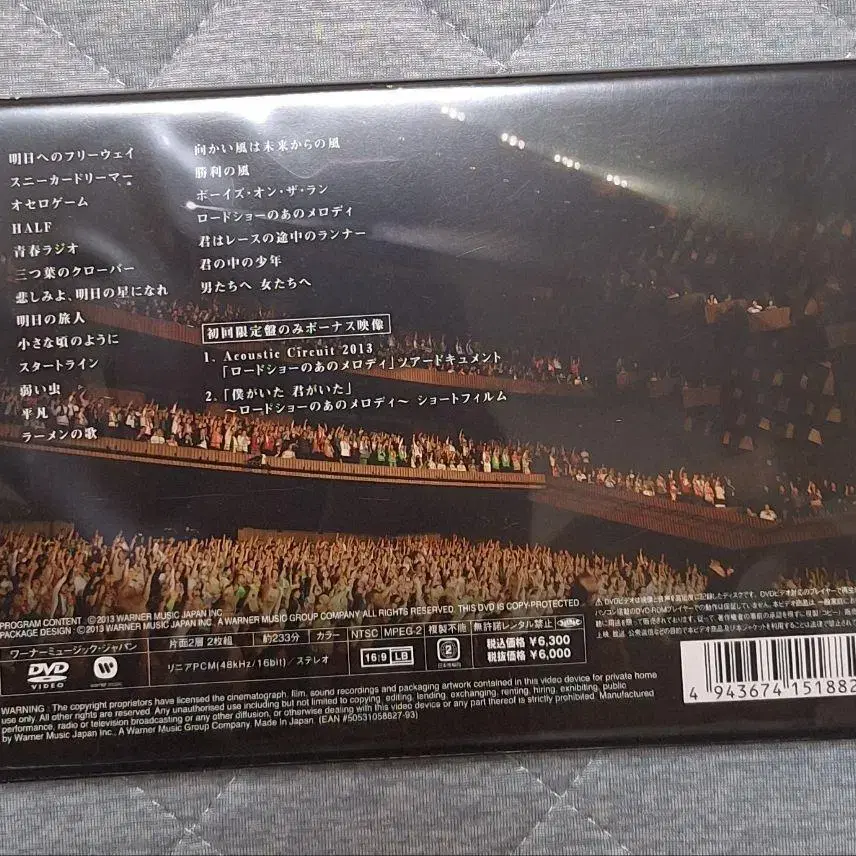 明日へのフリーウェイ
スニーカードリーマー
オセロゲーム
HALF
青春ラジオ
三つ葉のクローバー
悲しみよ、明日の星になれ
明日の旅人
小さな頃のように
スタートライン
弱い虫
平凡
ラーメンの歌
向かい風は未来からの風
勝利の風
ボーイズ・オン・ザ・ラン
ロードショーのあのメロディ
君はレースの途中のランナー
君の中の少年
男たちへ 女たちへ
初回限定盤のみボーナス映像
1. Acoustic Circuit 2013
「ロードショーのあのメロディ」ツアードキュメント
2.「僕がいた 君がいた」
〜ロードショーのあのメロディ〜 ショートフィルム
PROGRAM CONTENT : ©2013 WARNER MUSIC JAPAN INC.
PACKAGE DESIGN : ©2013 WARNER MUSIC JAPAN INC. A WARNER MUSIC GROUP COMPANY. ALL RIGHTS RESERVED. THIS DVD IS COPY-PROTECTED.
ワーナーミュージック・ジャパン
片面2層 2枚組
約233分
カラー
NTSC
MPEG-2
複製不能
無許諾レンタル禁止
DVD VIDEO
リニアPCM(48kHz/16bit)/ステレオ
16:9 LB
2
日本市場向
税込価格 ¥6,300
税抜価格 ¥6,000
WARNING : The copyright proprietors have licensed the cinematograph, film, sound recordings and packaging artwork contained in this video device for private home
use only. All other rights are reserved. Any unauthorised use including but not limited to copying, editing, lending, exchanging, renting, hiring, exhibiting, public
performance, radio or television broadcasting or any other diffusion, or otherwise dealing with this video device or any part thereof is strictly prohibited. Manufactured
by Warner Music Japan Inc., A Warner Music Group Company. Made In Japan. (EAN #50531058827-93)
4 943674 151882